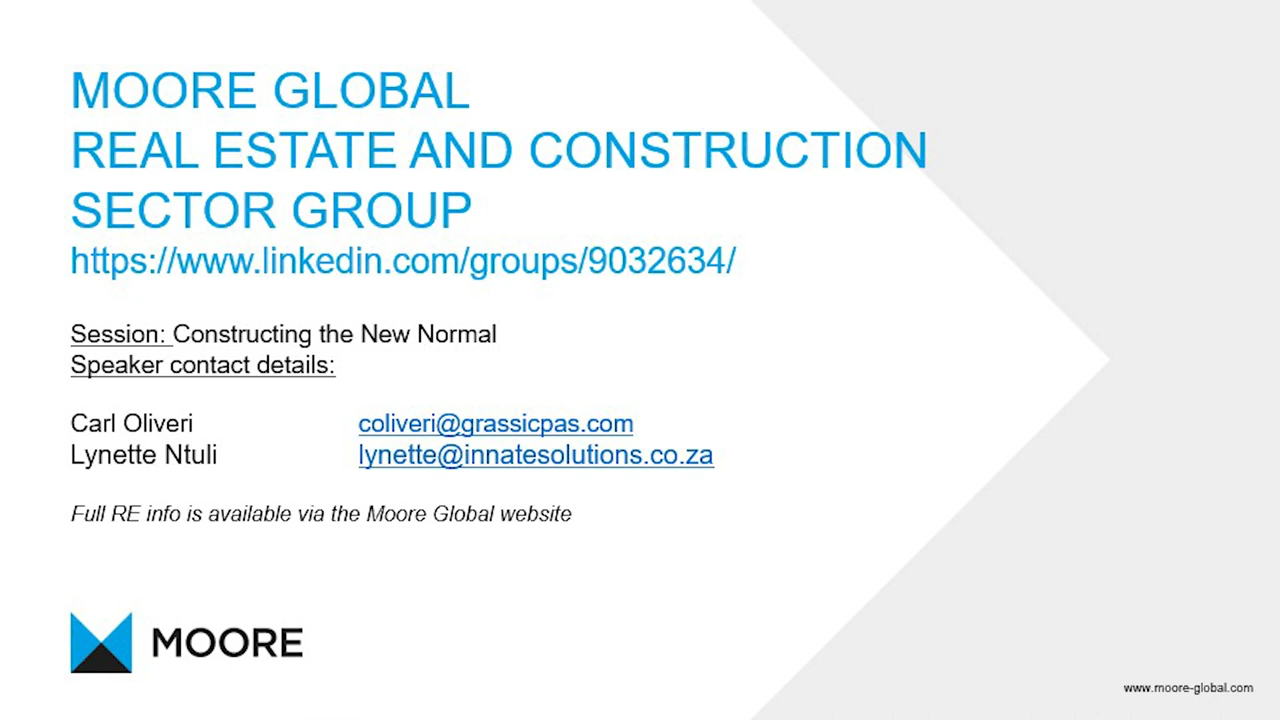 MOORE GLOBAL
REAL ESTATE AND CONSTRUCTION
SECTOR GROUP
https://www.linkedin.com/groups/9032634/
Session: Constructing the New Normal
Speaker contact details:
Carl Oliveri coliveri@grassicpas.com
Lynette Ntuli lynette@innatesolutions.co.za
Full RE info is available via the Moore Global website
MOORE
www.moore-global.com